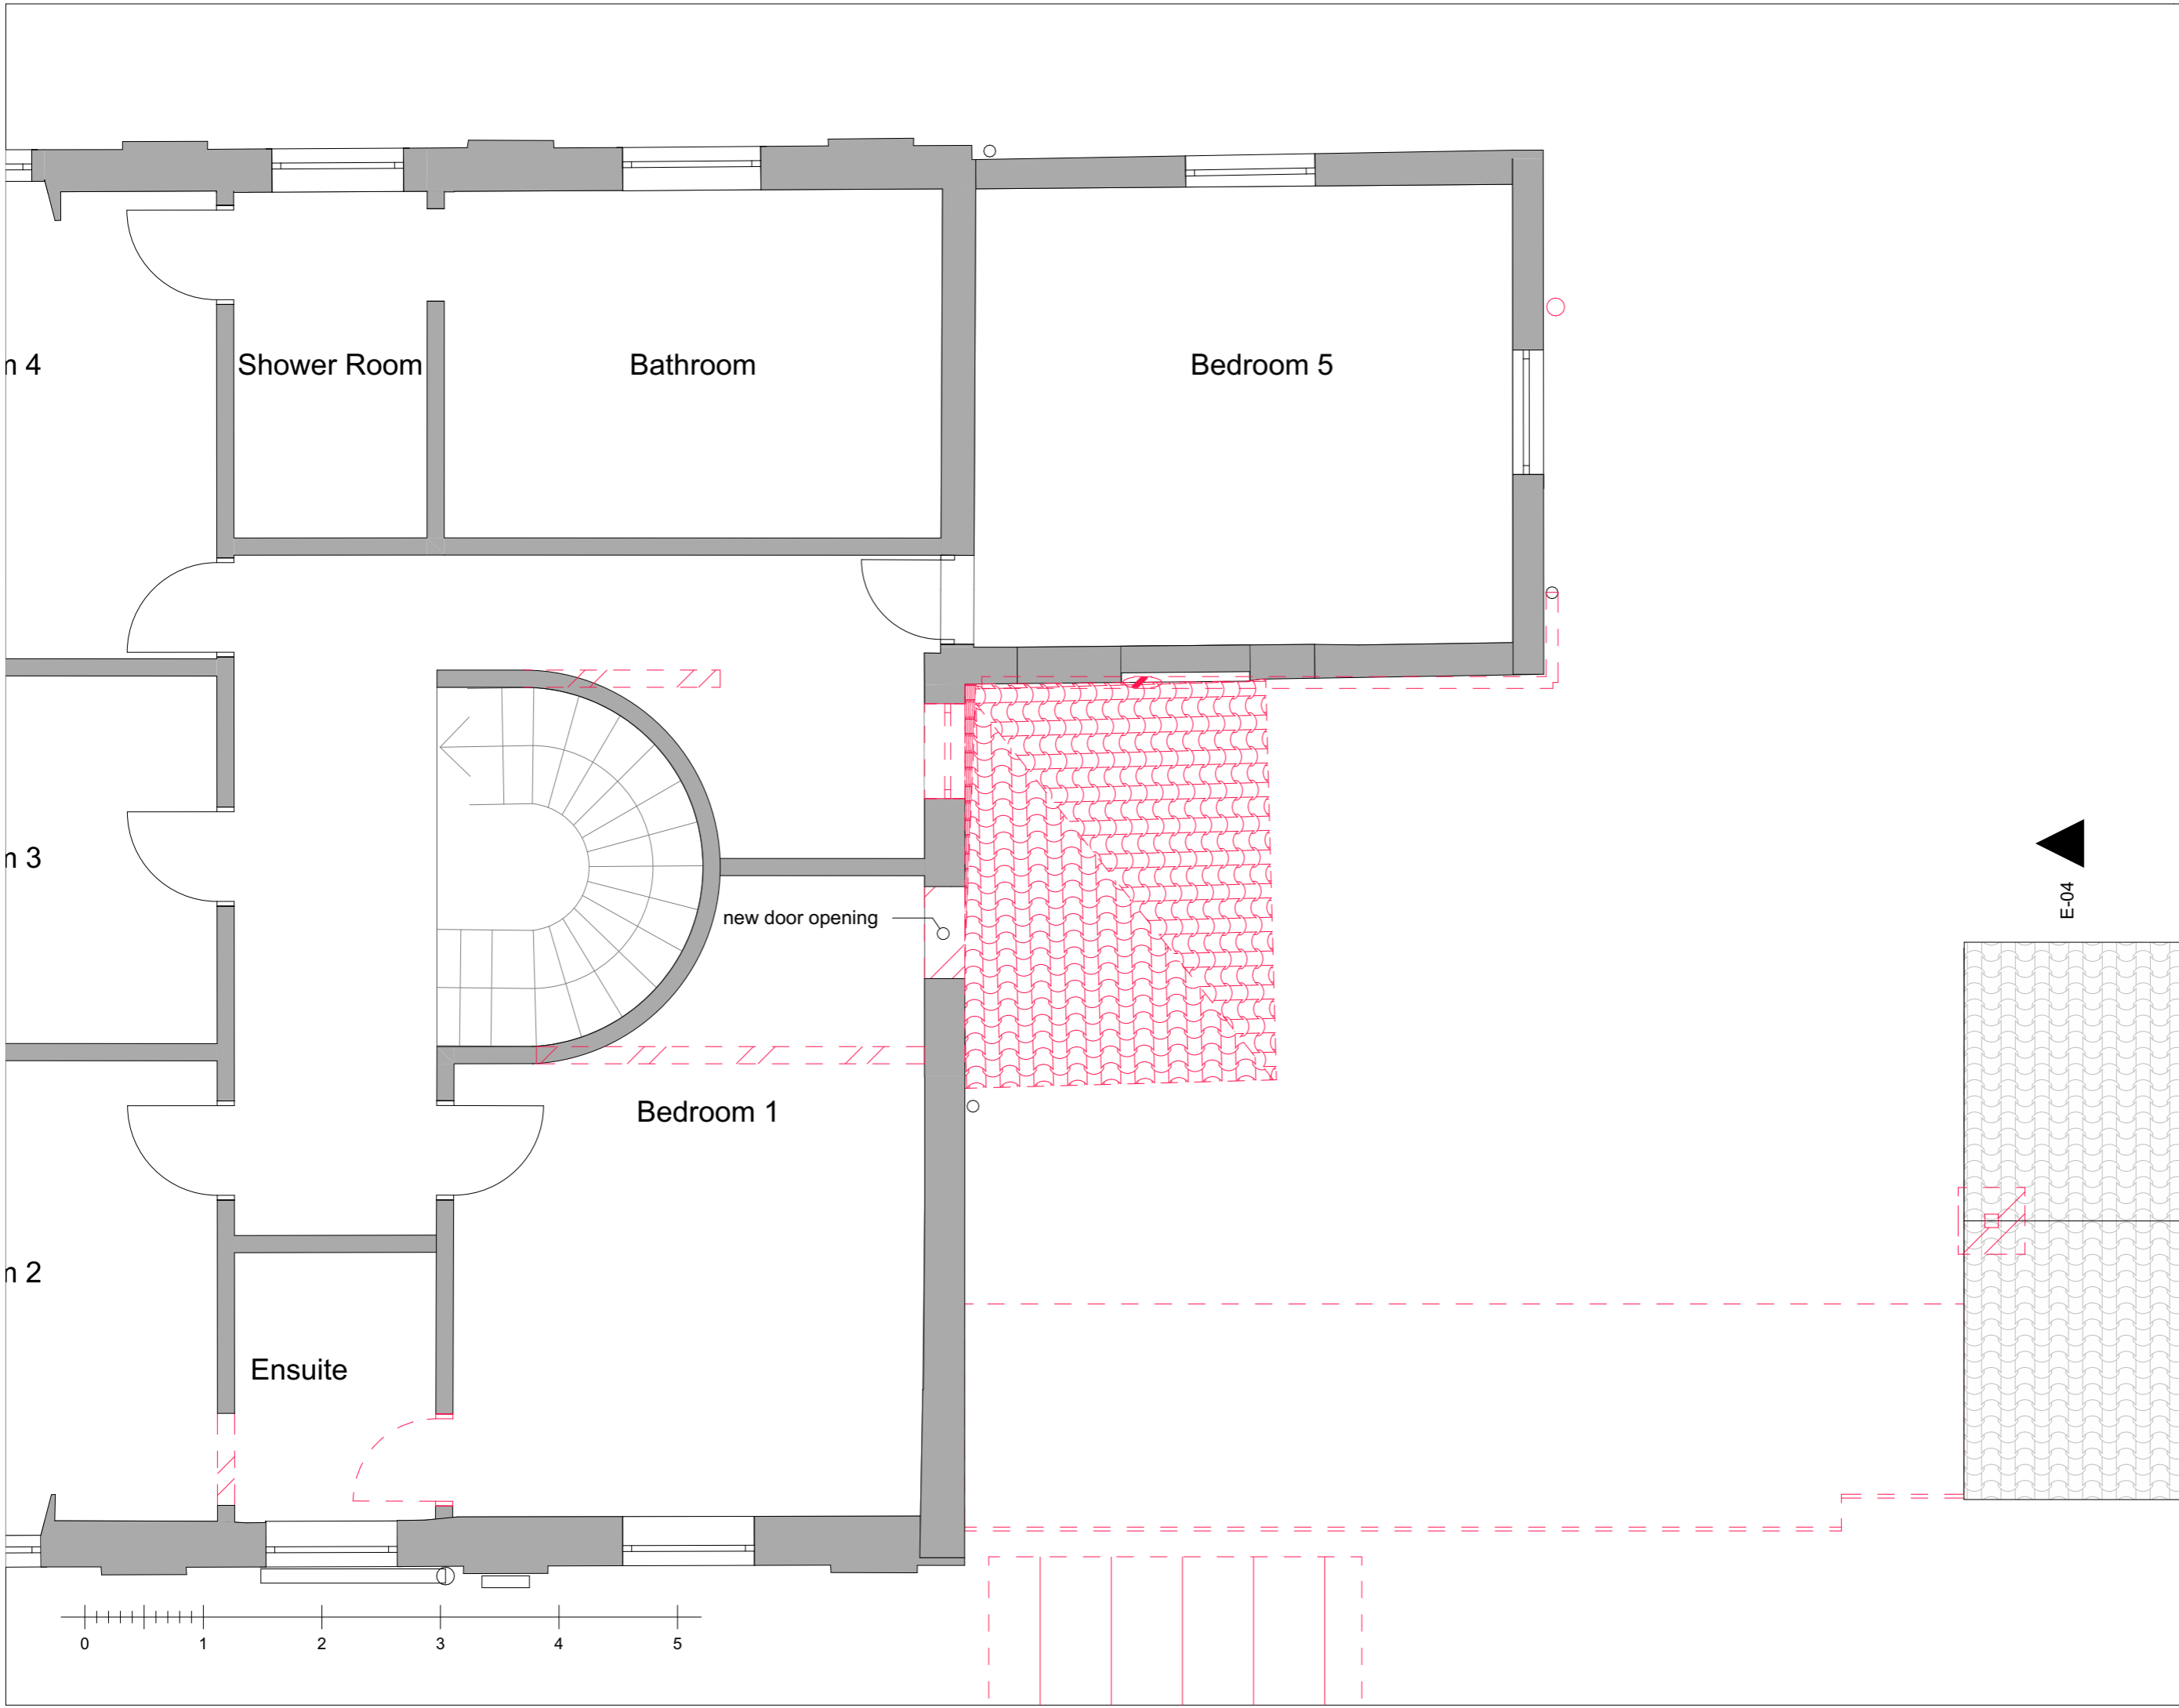 n 4
Shower Room
Bathroom
Bedroom 5
n 3
new door opening
E-04
Bedroom 1
n 2
Ensuite
0 1 2 3 4 5